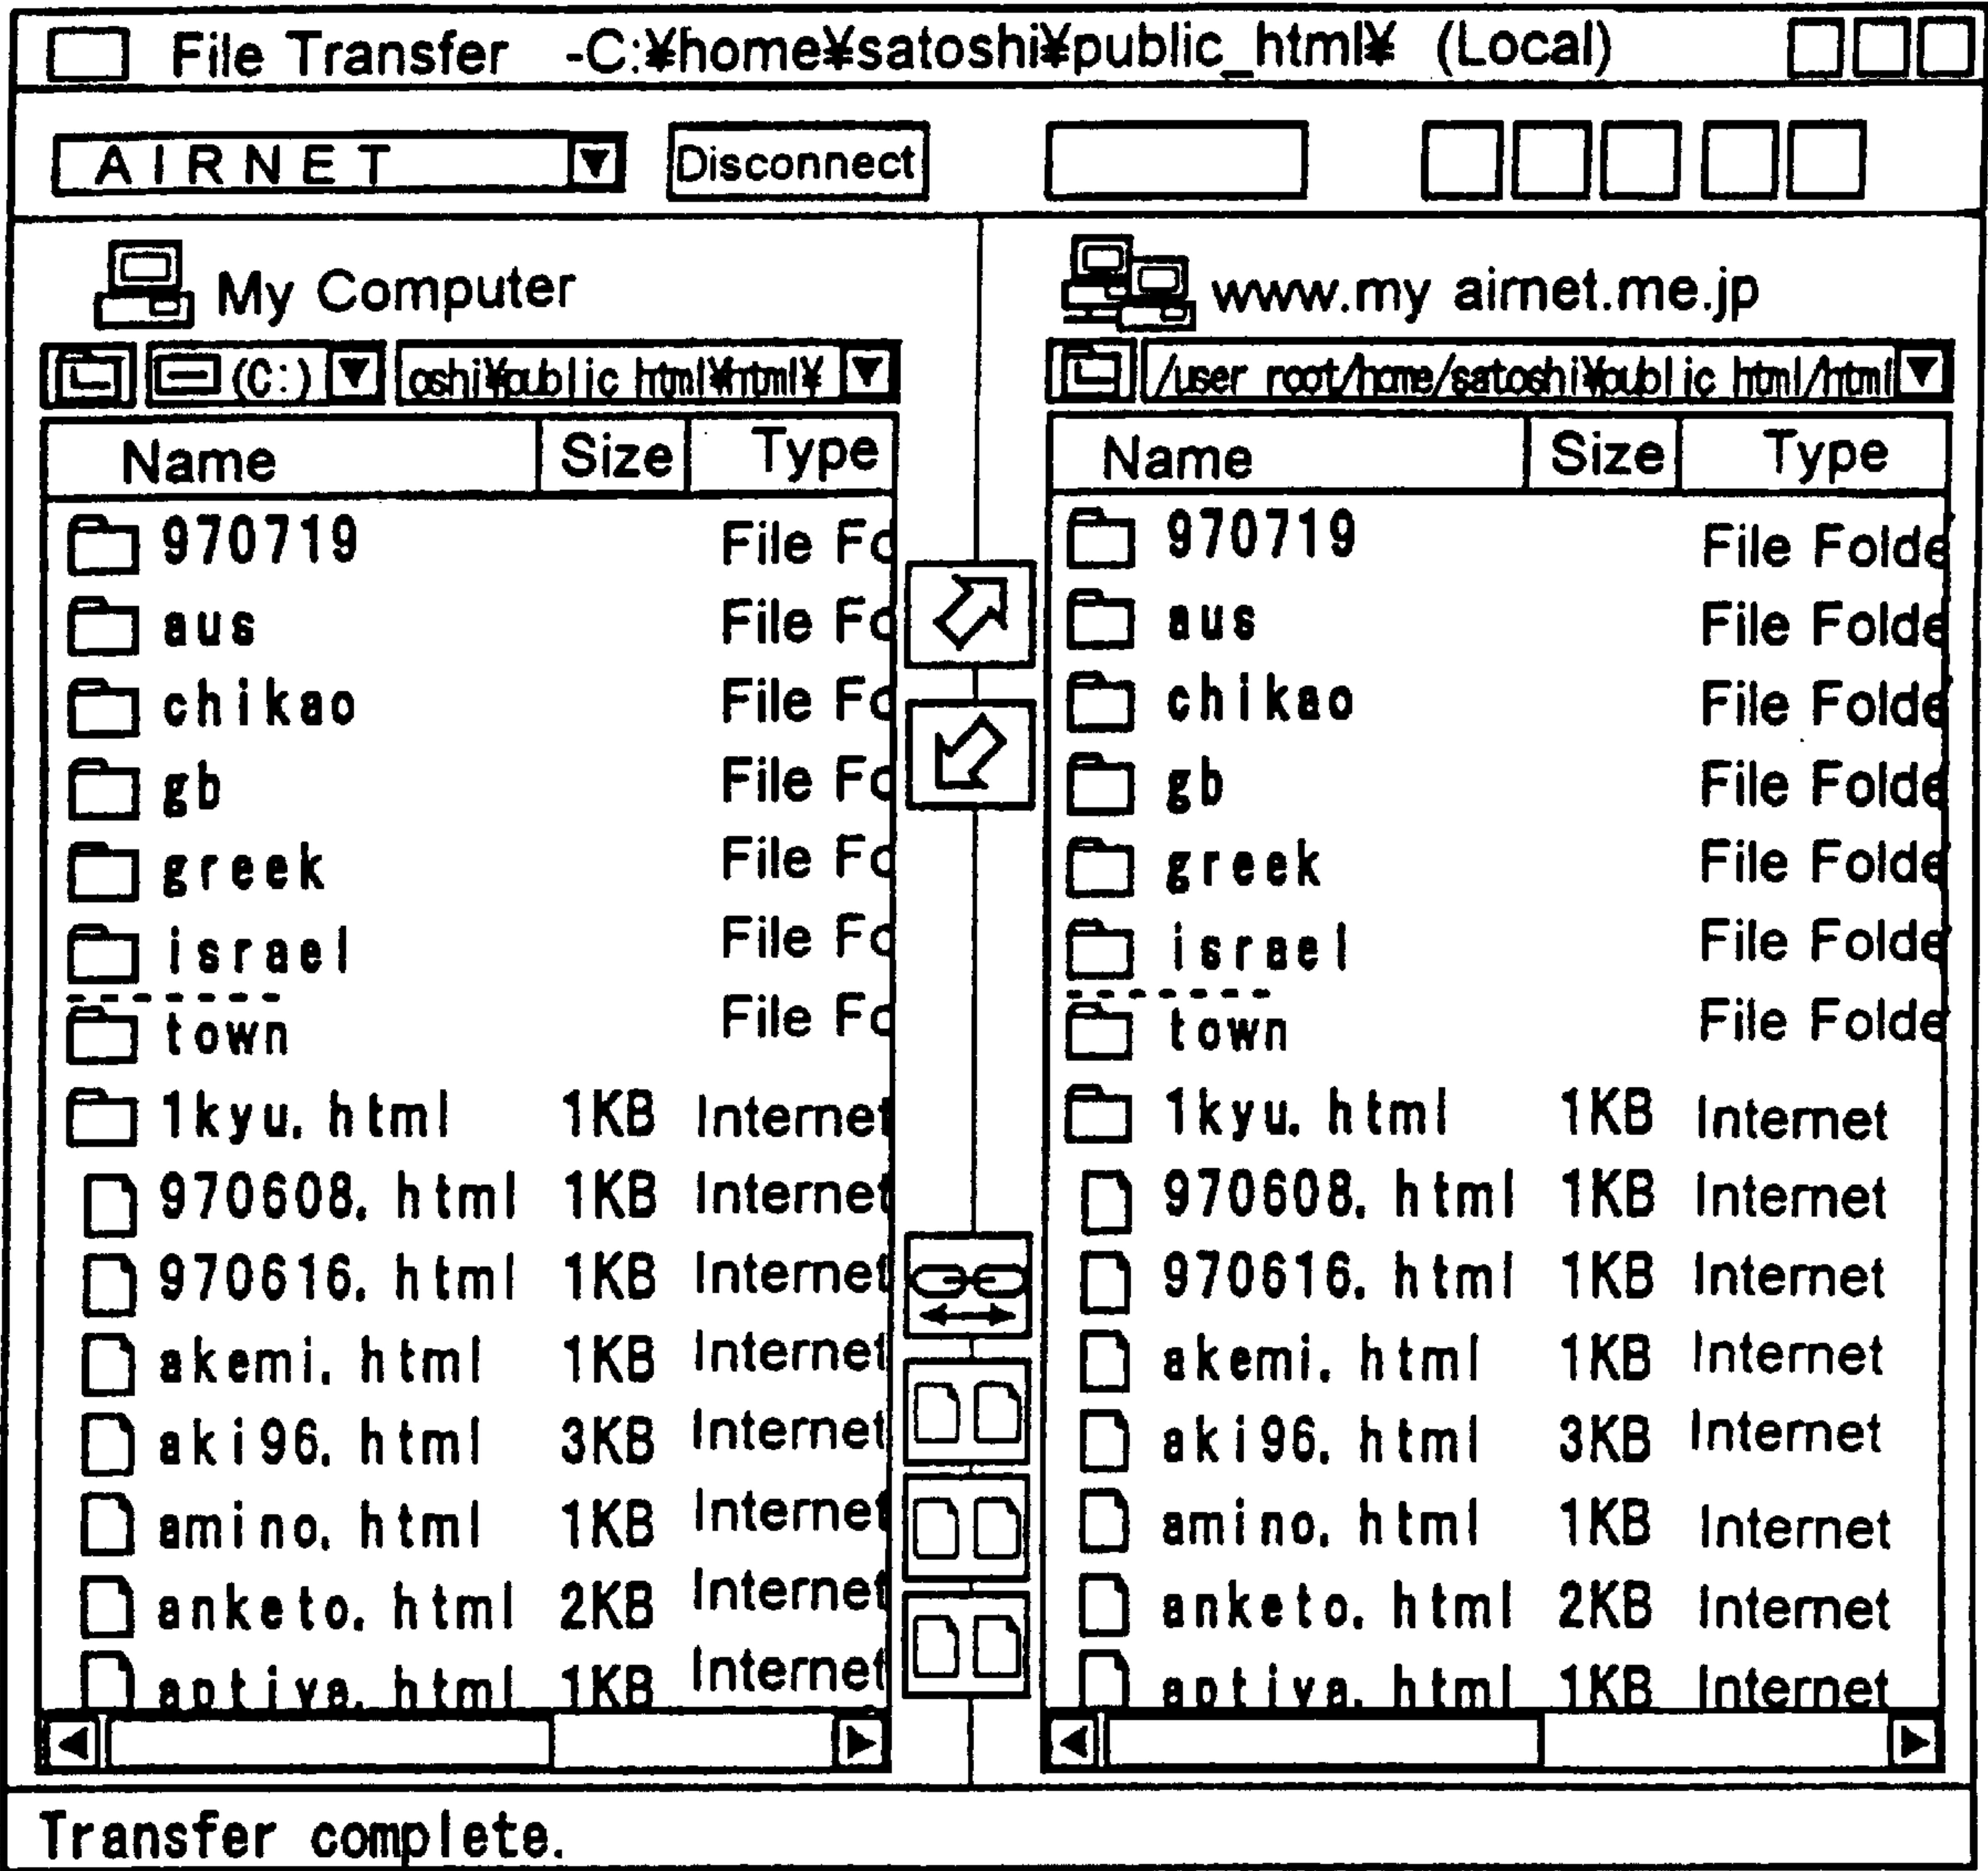 File Transfer -C:¥home¥satoshi¥public_html¥ (Local)
AIRNET Disconnect
My Computer
(C:) oshi¥public html¥html¥
Name Size Type
970719 File Fo
aus File Fo
chikao File Fo
gb File Fo
greek File Fo
israel File Fo
town File Fo
1kyu.html 1KB Internet
970608.html 1KB Internet
970616.html 1KB Internet
akemi.html 1KB Internet
aki96.html 3KB Internet
amino.html 1KB Internet
anketo.html 2KB Internet
aptiva.html 1KB Internet
www.my airnet.me.jp
/user root/home/satoshi¥public html/html
Name Size Type
970719 File Folde
aus File Folde
chikao File Folde
gb File Folde
greek File Folde
israel File Folde
town File Folde
1kyu.html 1KB Internet
970608.html 1KB Internet
970616.html 1KB Internet
akemi.html 1KB Internet
aki96.html 3KB Internet
amino.html 1KB Internet
anketo.html 2KB Internet
aptiva.html 1KB Internet
Transfer complete.